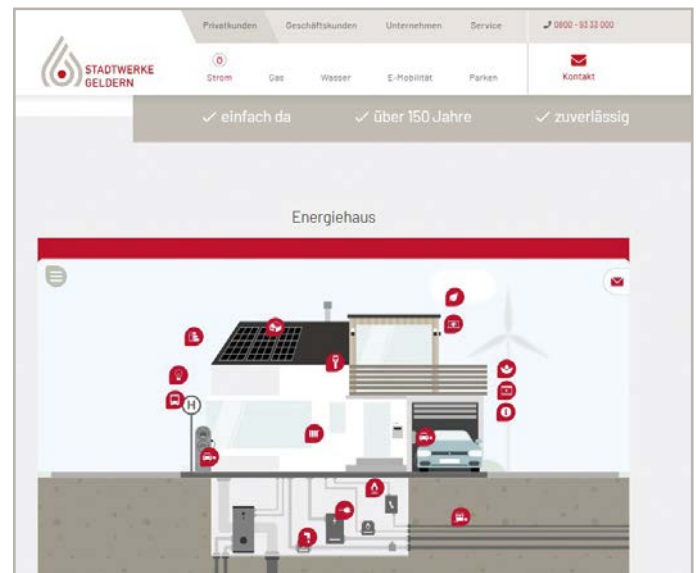 Privatkunden Geschäftskunden Unternehmen Service 0800 - 93 33 000
STADTWERKE
GELDERN
Strom Gas Wasser E-Mobilität Parken Kontakt
einfach da über 150 Jahre zuverlässig
Energiehaus
H